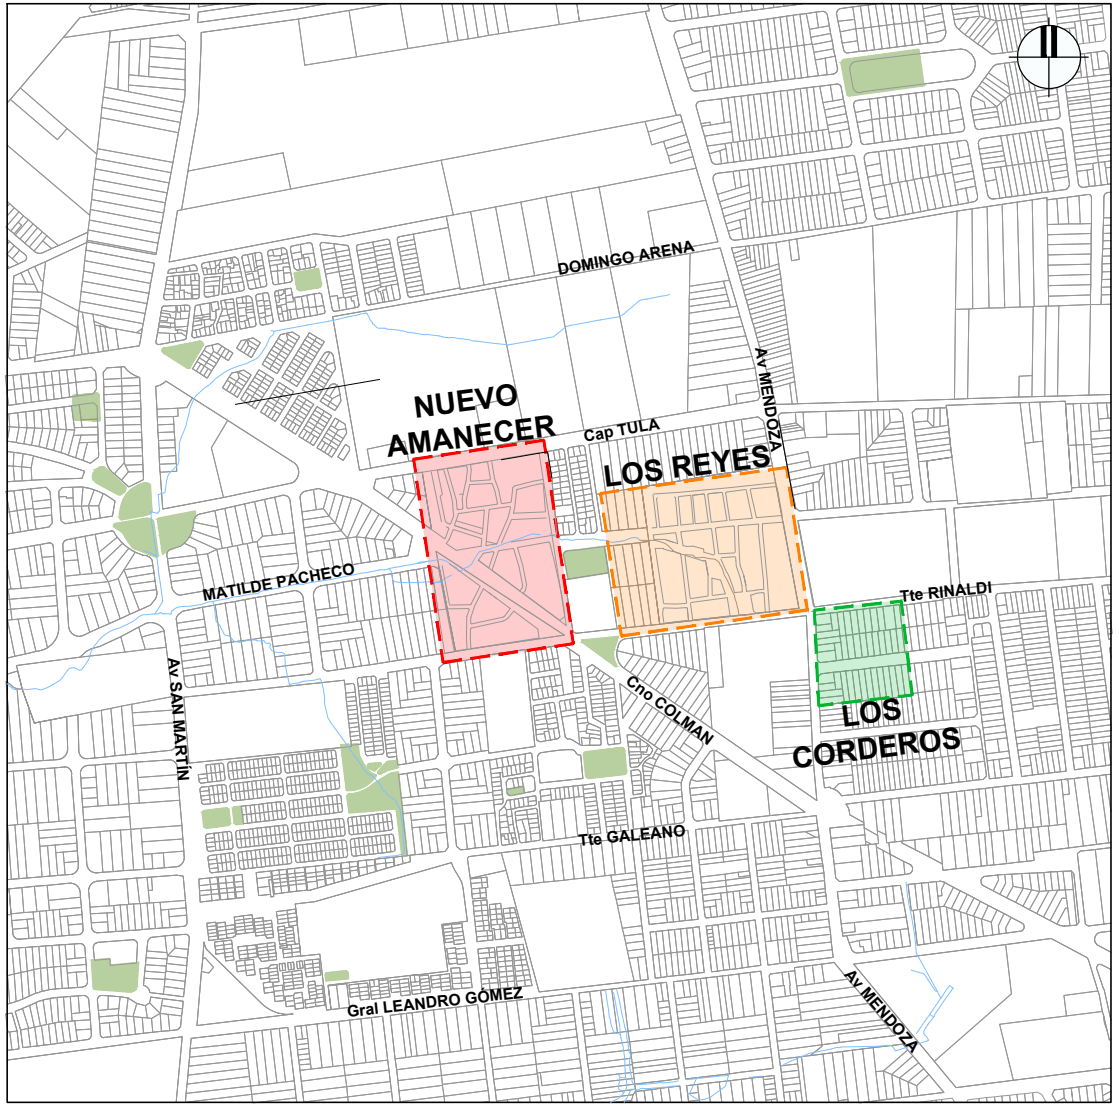 DOMINGO ARENA
Av MENDOZA
NUEVO
AMANECER
Cap TULA
LOS REYES
MATILDE PACHECO
Tte RINALDI
Av SAN MARTÍN
Cno COLMAN
LOS
CORDEROS
Tte GALEANO
Gral LEANDRO GÓMEZ
Av MENDOZA